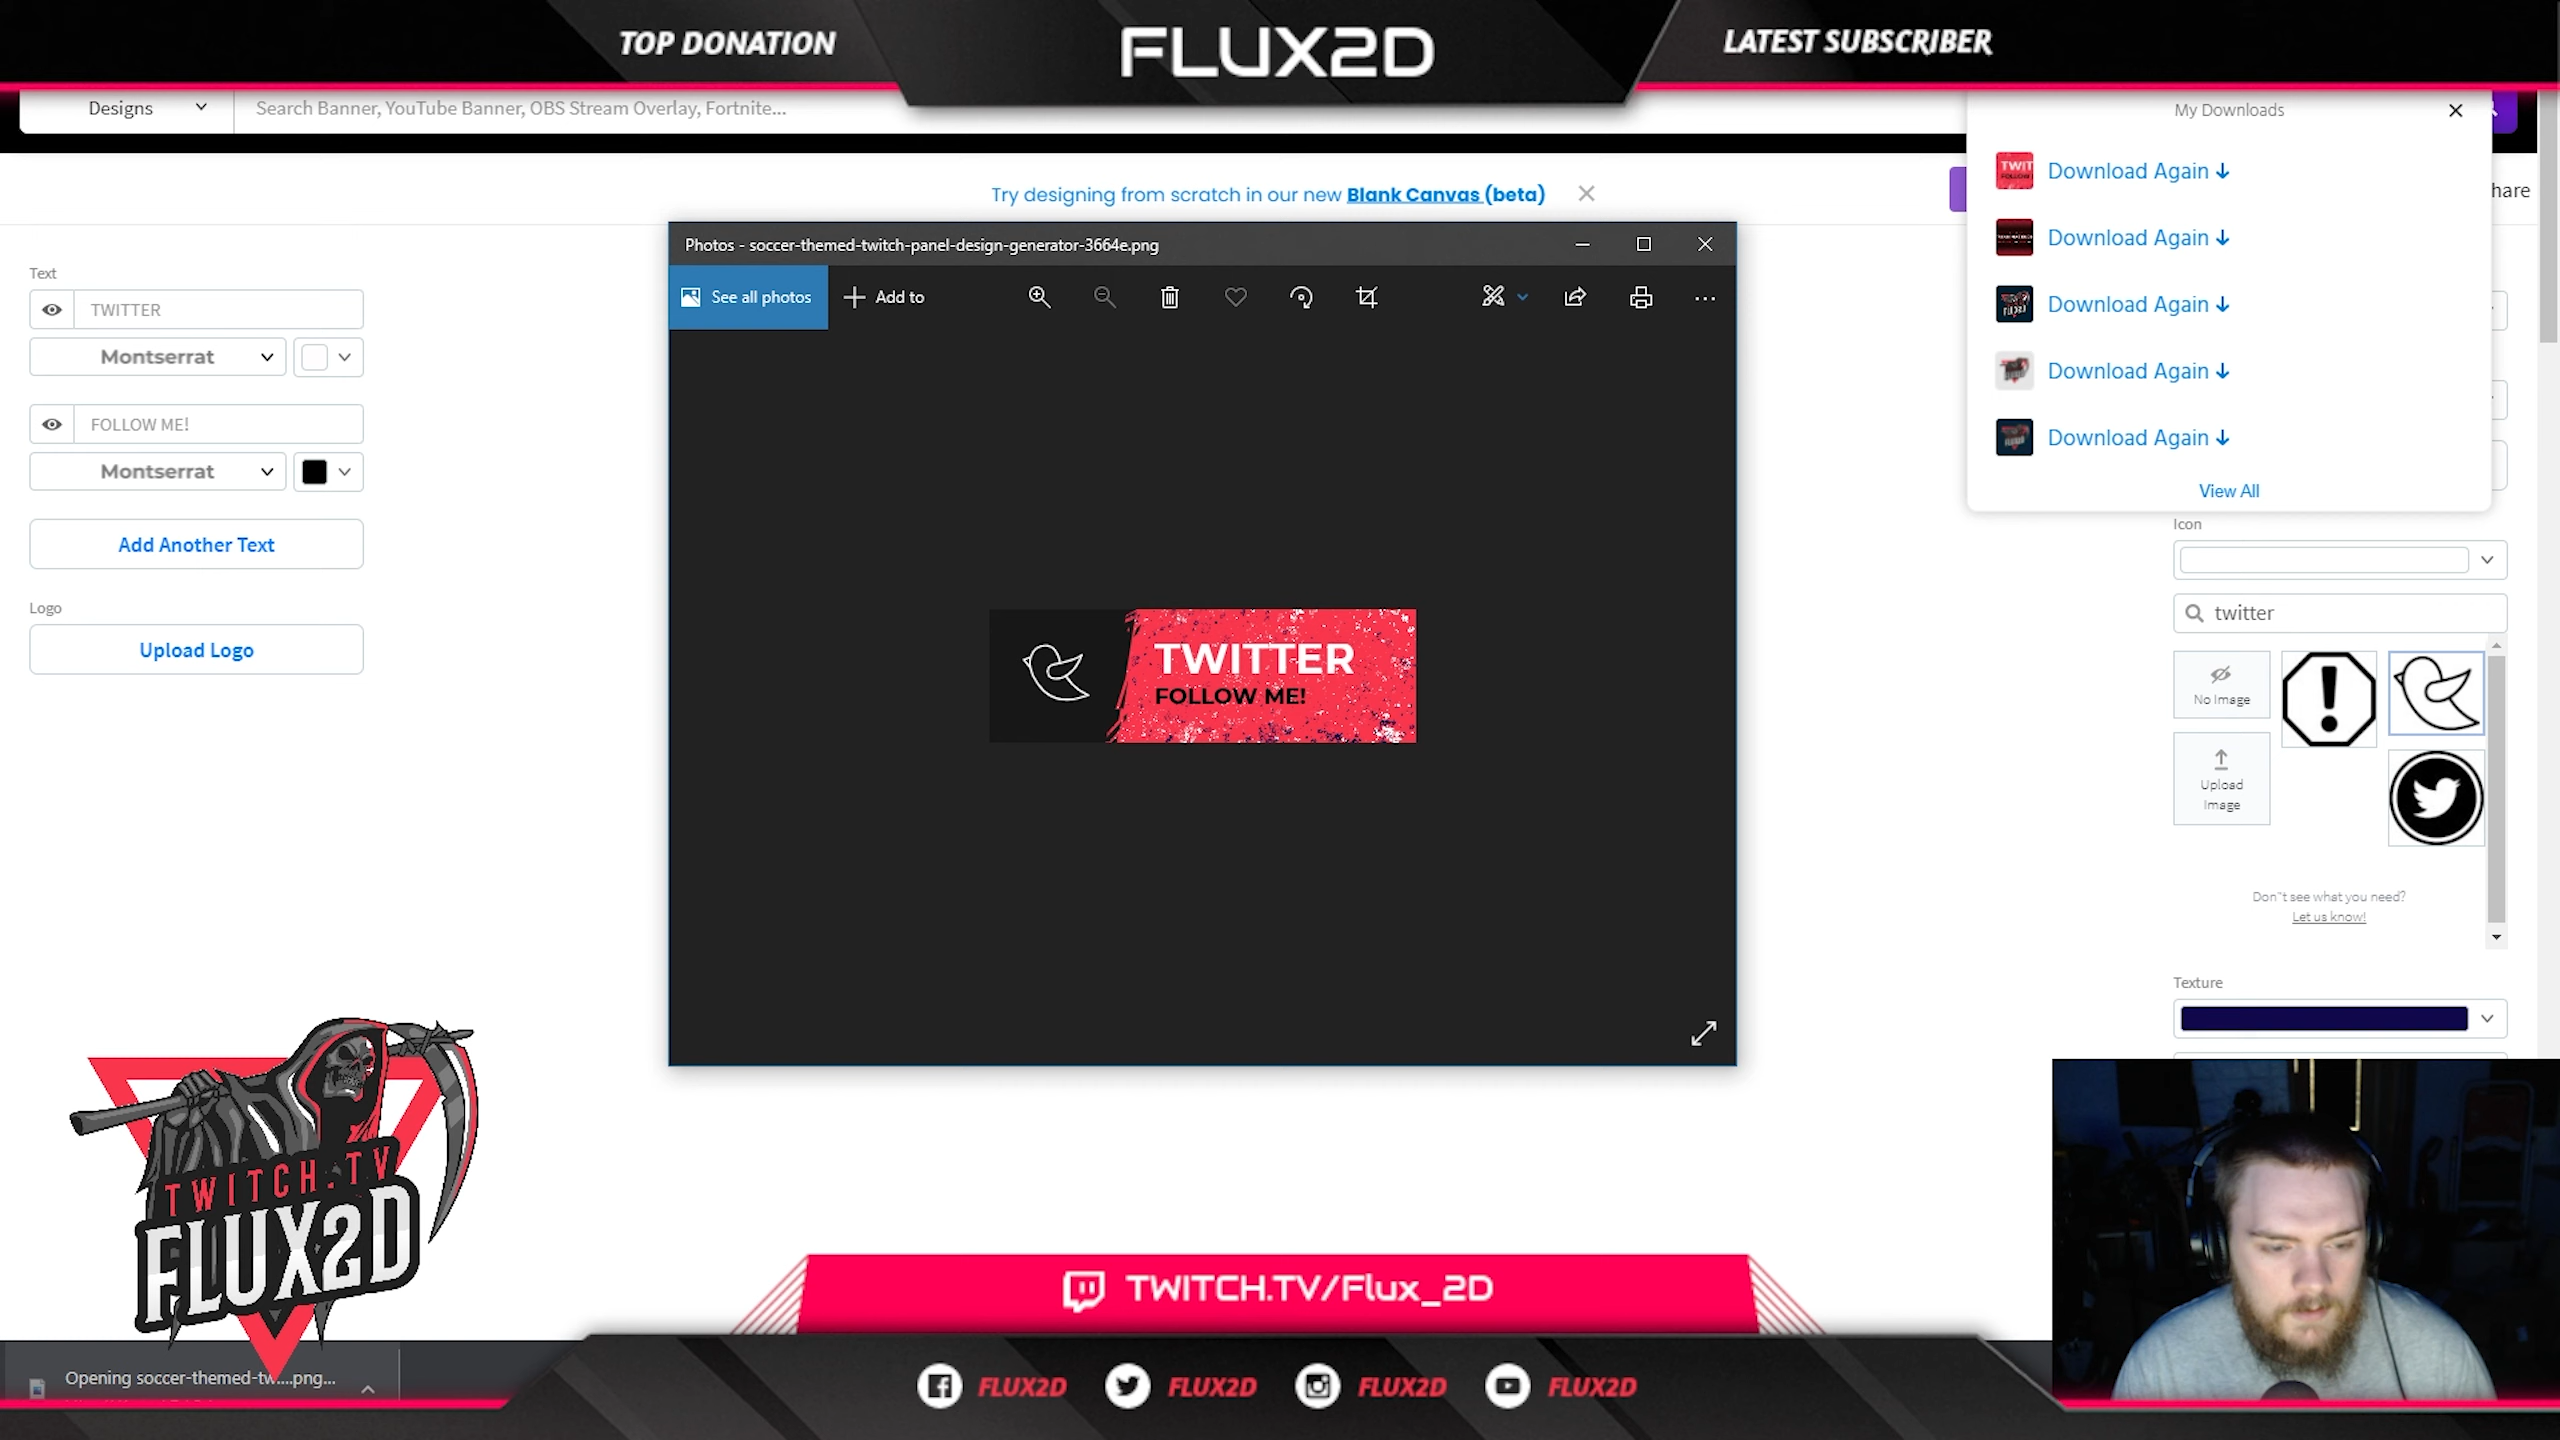 TOP DONATION
FLUX2D
LATEST SUBSCRIBER
Designs
Search Banner, YouTube Banner, OBS Stream Overlay, Fortnite...
My Downloads
Try designing from scratch in our new Blank Canvas (beta)
hare
TWIT
FOLLOW
Download Again
Download Again
Download Again
Download Again
Download Again
View All
Text
TWITTER
Montserrat
FOLLOW ME!
Montserrat
Add Another Text
Logo
Upload Logo
Photos - soccer-themed-twitch-panel-design-generator-3664e.png
See all photos
Add to
TWITTER
FOLLOW ME!
Icon
twitter
No Image
Upload
Image
Don"t see what you need?
Let us know!
Texture
TWITCH.TV
FLUX2D
TWITCH.TV/Flux_2D
Opening soccer-themed-tw....png...
FLUX2D
FLUX2D
FLUX2D
FLUX2D